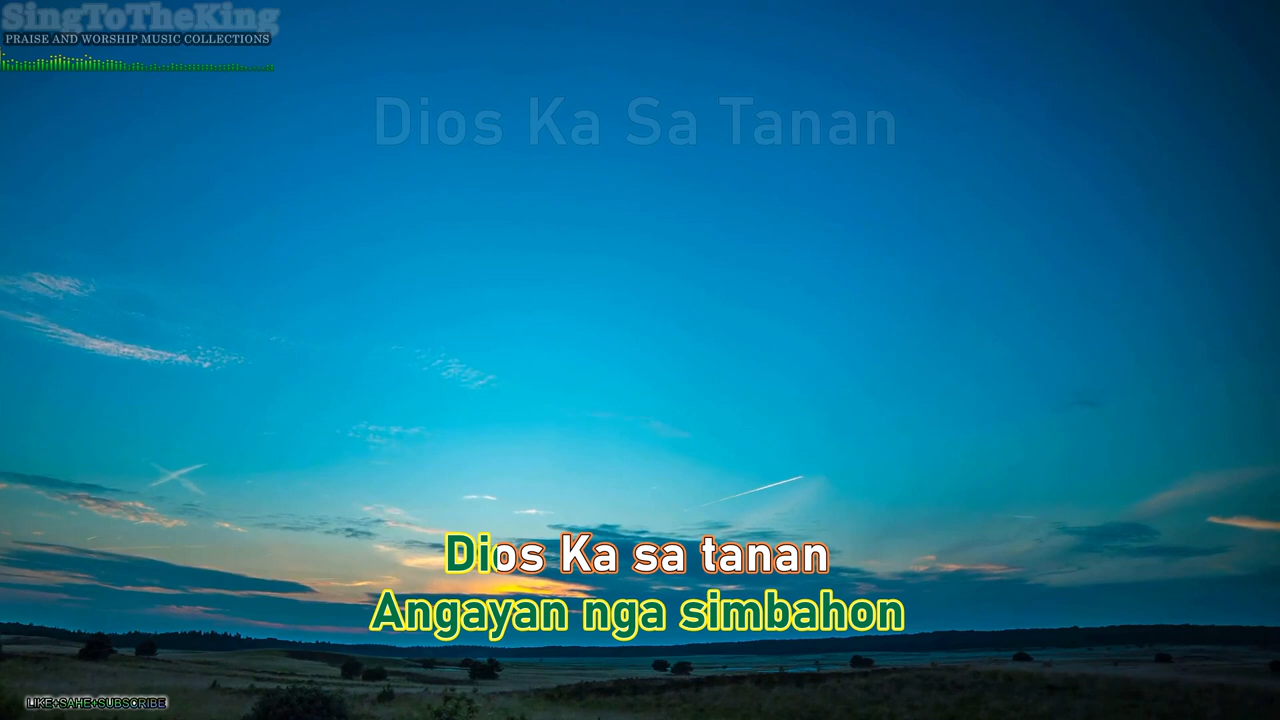 SingToTheKing
PRAISE AND WORSHIP MUSIC COLLECTIONS
Dios Ka Sa Tanan
Dios Ka sa tanan
Angayan nga simbahon
LIKE+SAHE+SUBSCRIBE